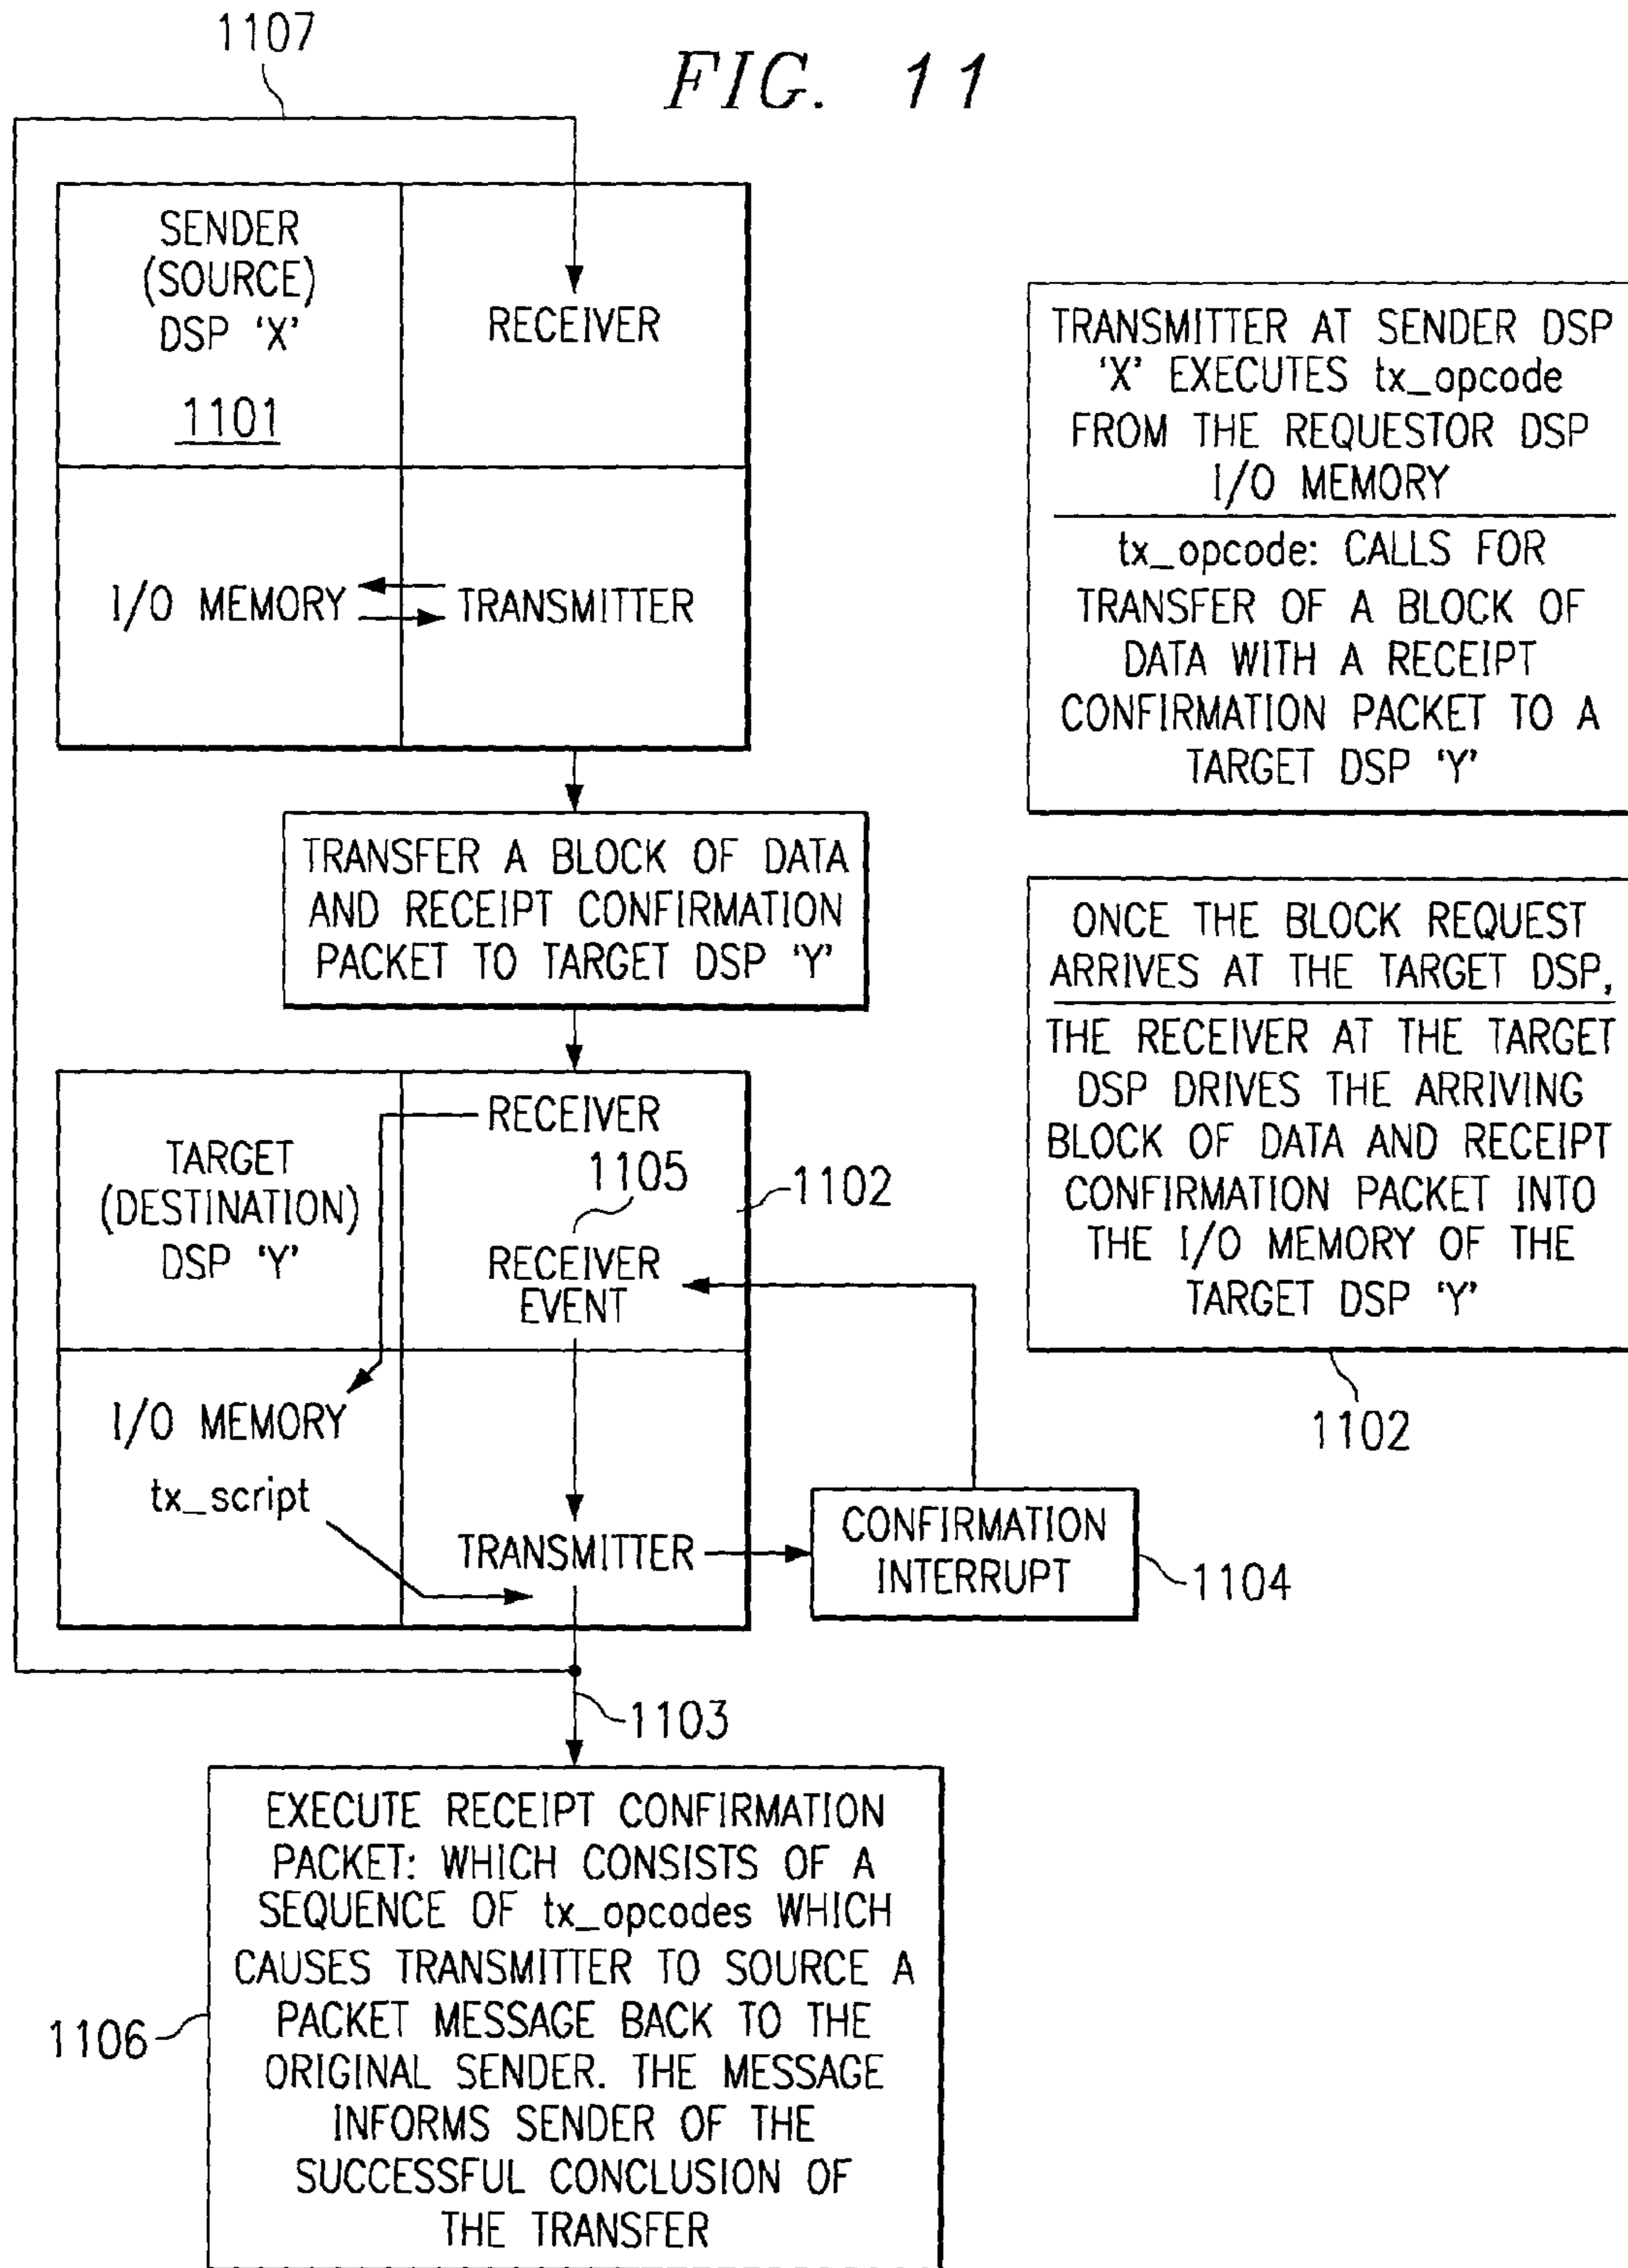 1107
FIG. 11
SENDER
(SOURCE)
DSP 'X'
1101
RECEIVER
I/O MEMORY
TRANSMITTER
TRANSFER A BLOCK OF DATA
AND RECEIPT CONFIRMATION
PACKET TO TARGET DSP 'Y'
TARGET
(DESTINATION)
DSP 'Y'
RECEIVER
1105
1102
RECEIVER
EVENT
I/O MEMORY
tx_script
TRANSMITTER
CONFIRMATION
INTERRUPT
1104
1103
EXECUTE RECEIPT CONFIRMATION
PACKET: WHICH CONSISTS OF A
SEQUENCE OF tx_opcodes WHICH
CAUSES TRANSMITTER TO SOURCE A
PACKET MESSAGE BACK TO THE
ORIGINAL SENDER. THE MESSAGE
INFORMS SENDER OF THE
SUCCESSFUL CONCLUSION OF
THE TRANSFER
1106
TRANSMITTER AT SENDER DSP
'X' EXECUTES tx_opcode
FROM THE REQUESTOR DSP
I/O MEMORY
tx_opcode: CALLS FOR
TRANSFER OF A BLOCK OF
DATA WITH A RECEIPT
CONFIRMATION PACKET TO A
TARGET DSP 'Y'
ONCE THE BLOCK REQUEST
ARRIVES AT THE TARGET DSP,
THE RECEIVER AT THE TARGET
DSP DRIVES THE ARRIVING
BLOCK OF DATA AND RECEIPT
CONFIRMATION PACKET INTO
THE I/O MEMORY OF THE
TARGET DSP 'Y'
1102